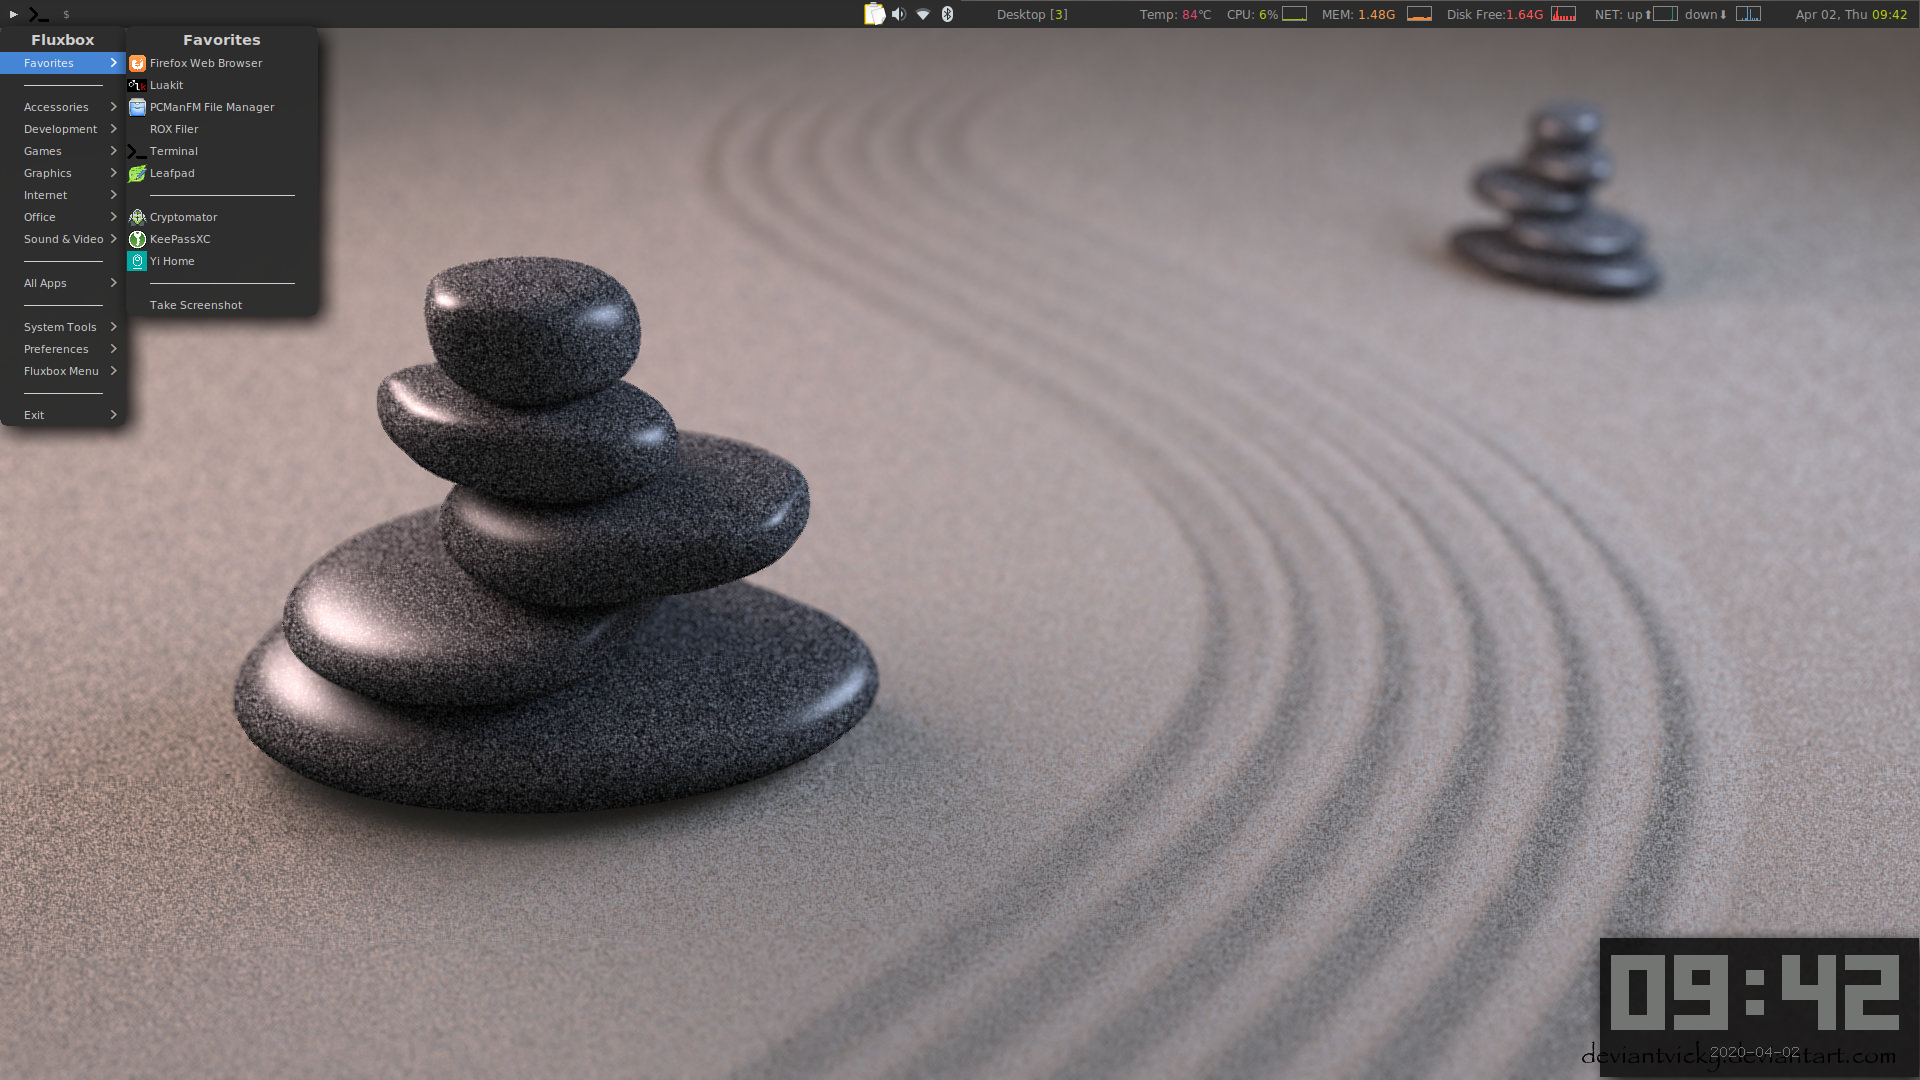 $
Desktop [3]
Temp: 84°C CPU: 6% MEM: 1.48G Disk Free:1.64G NET: up down Apr 02, Thu 09:42
Fluxbox
Favorites
Accessories
Development
Games
Graphics
Internet
Office
Sound & Video
All Apps
System Tools
Preferences
Fluxbox Menu
Exit
Favorites
Firefox Web Browser
Luakit
PCManFM File Manager
ROX Filer
Terminal
Leafpad
Cryptomator
KeePassXC
Yi Home
Take Screenshot
09:42
2020-04-02
deviantvicky.deviantart.com